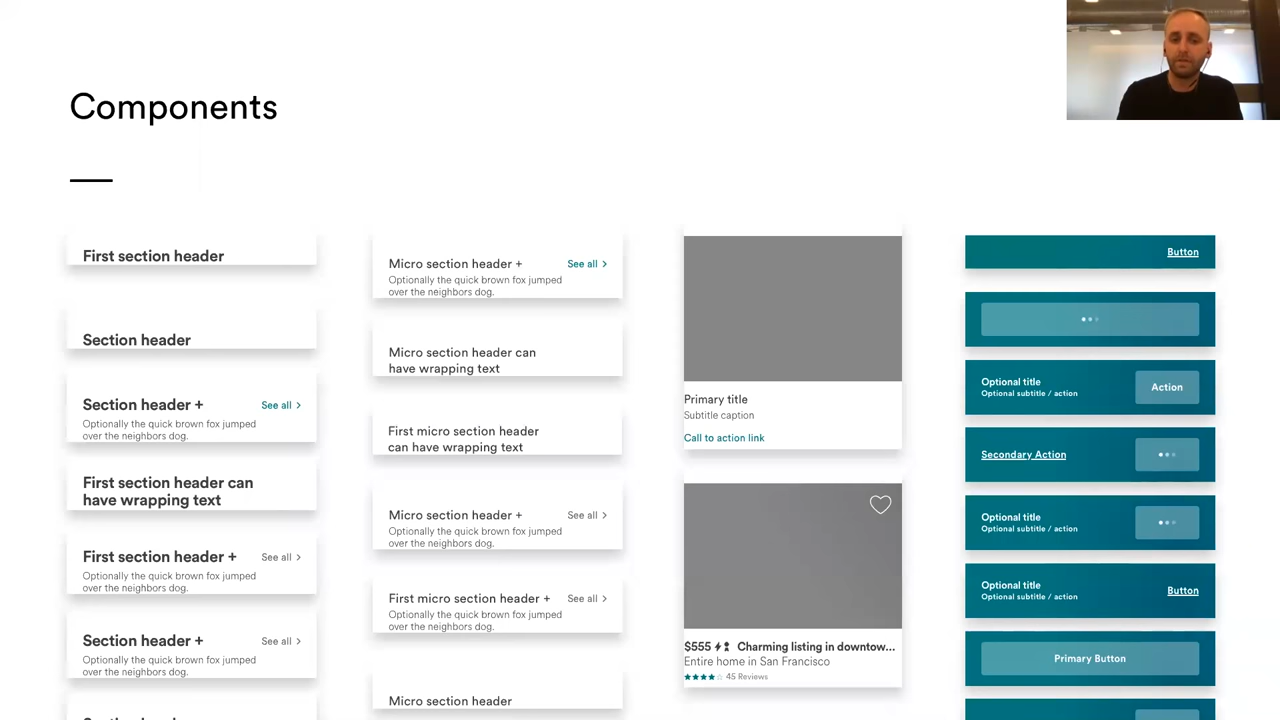 Components
First section header
Section header
Section header +
See all
Optionally the quick brown fox jumped
over the neighbors dog.
First section header can
have wrapping text
First section header +
See all
Optionally the quick brown fox jumped
over the neighbors dog.
Section header +
See all
Optionally the quick brown fox jumped
over the neighbors dog.
Micro section header +
See all
Optionally the quick brown fox jumped
over the neighbors dog.
Micro section header can
have wrapping text
First micro section header
can have wrapping text
Micro section header +
See all
Optionally the quick brown fox jumped
over the neighbors dog.
First micro section header +
See all
Optionally the quick brown fox jumped
over the neighbors dog.
Micro section header
Primary title
Subtitle caption
Call to action link
$555 Charming listing in downtow...
Entire home in San Francisco
45 Reviews
Button
Optional title
Optional subtitle / action
Action
Secondary Action
Optional title
Optional subtitle / action
Optional title
Optional subtitle / action
Button
Primary Button